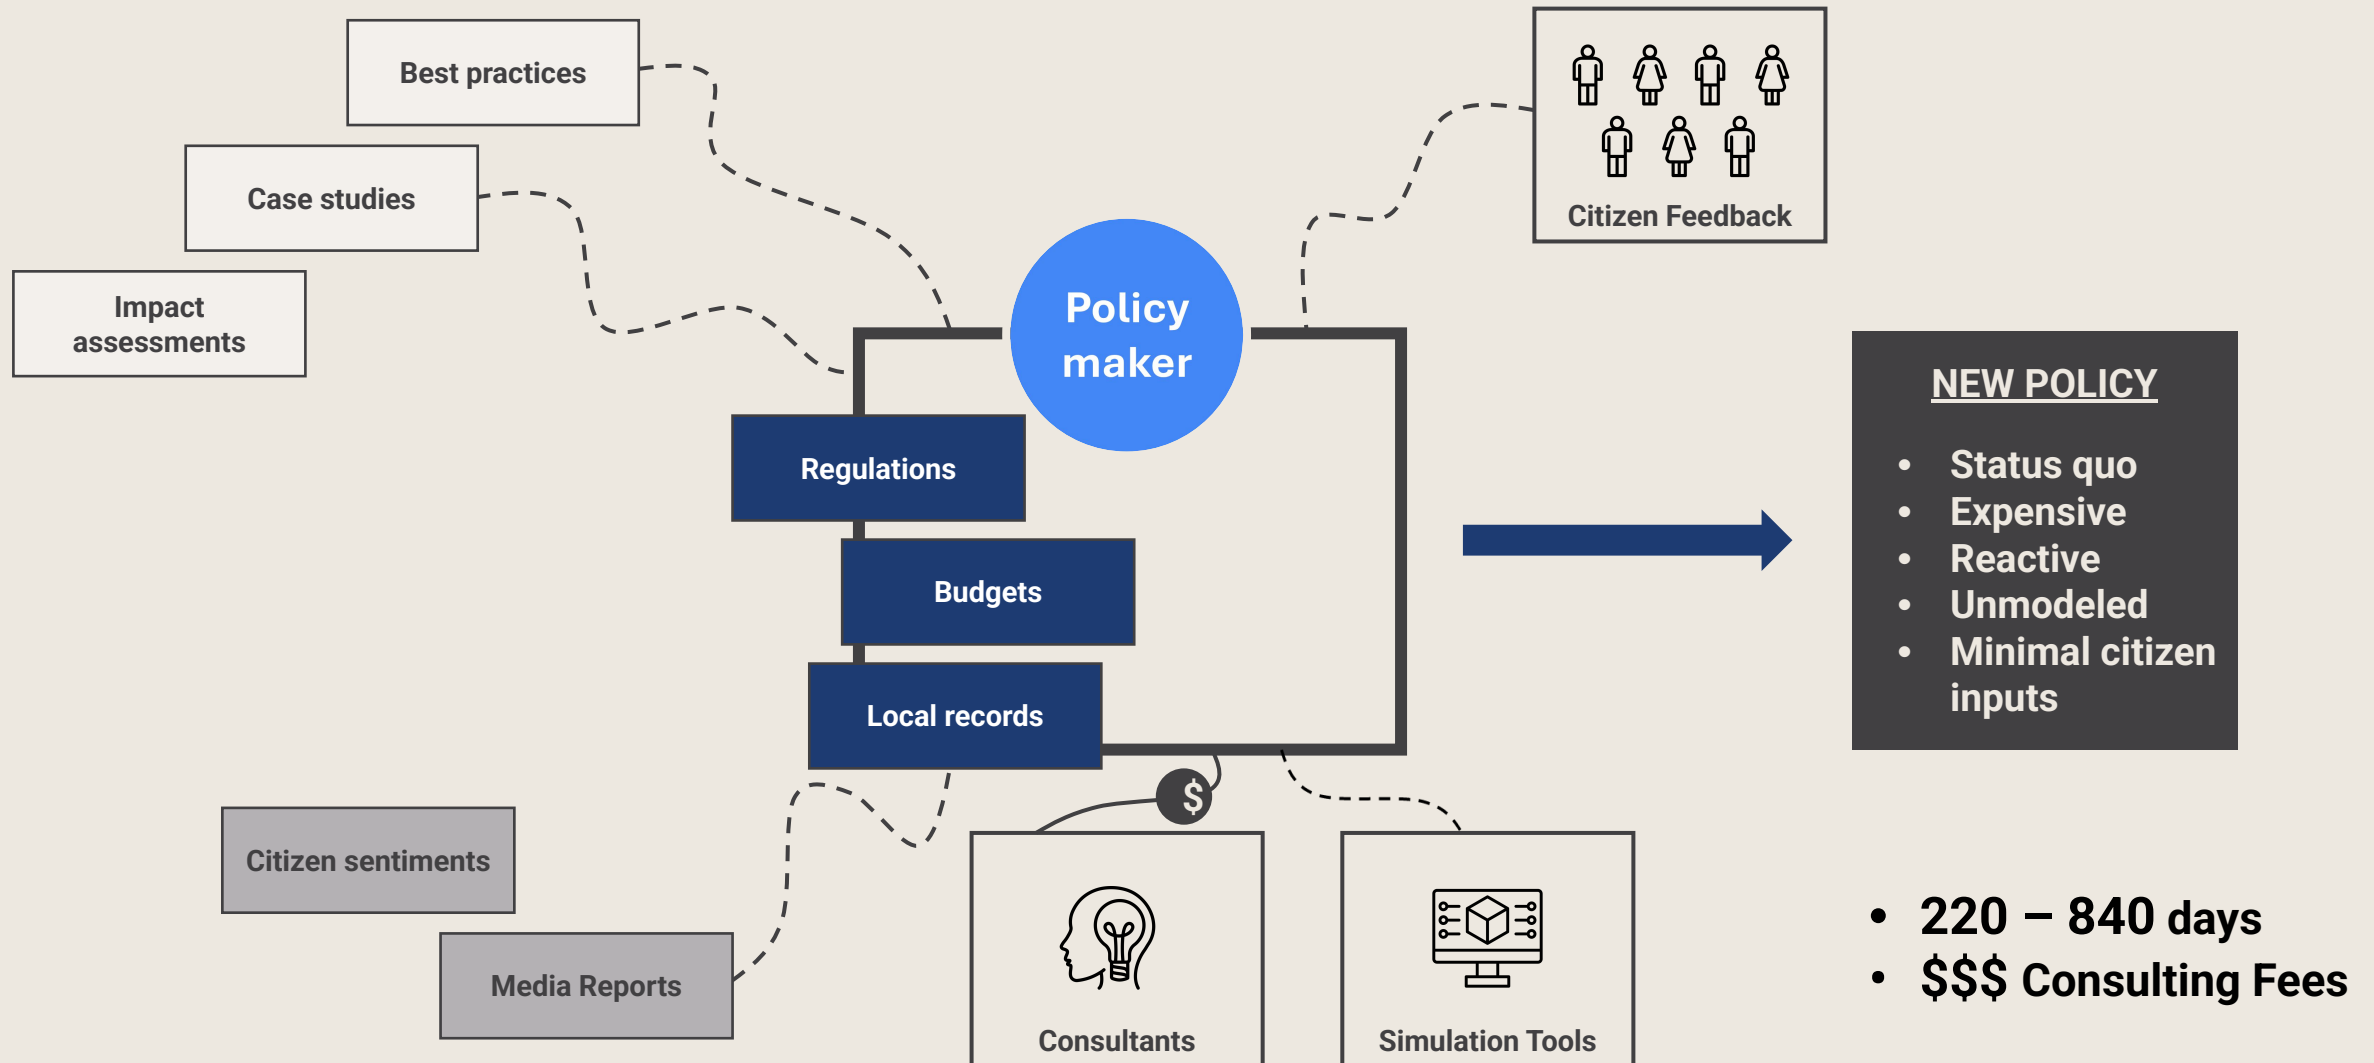 Best practices
Case studies
Impact
assessments
Citizen Feedback
Policy
maker
Regulations
Budgets
Local records
NEW POLICY
• Status quo
• Expensive
• Reactive
• Unmodeled
• Minimal citizen
inputs
$
Citizen sentiments
Media Reports
Consultants
Simulation Tools
• 220 – 840 days
• $$$ Consulting Fees